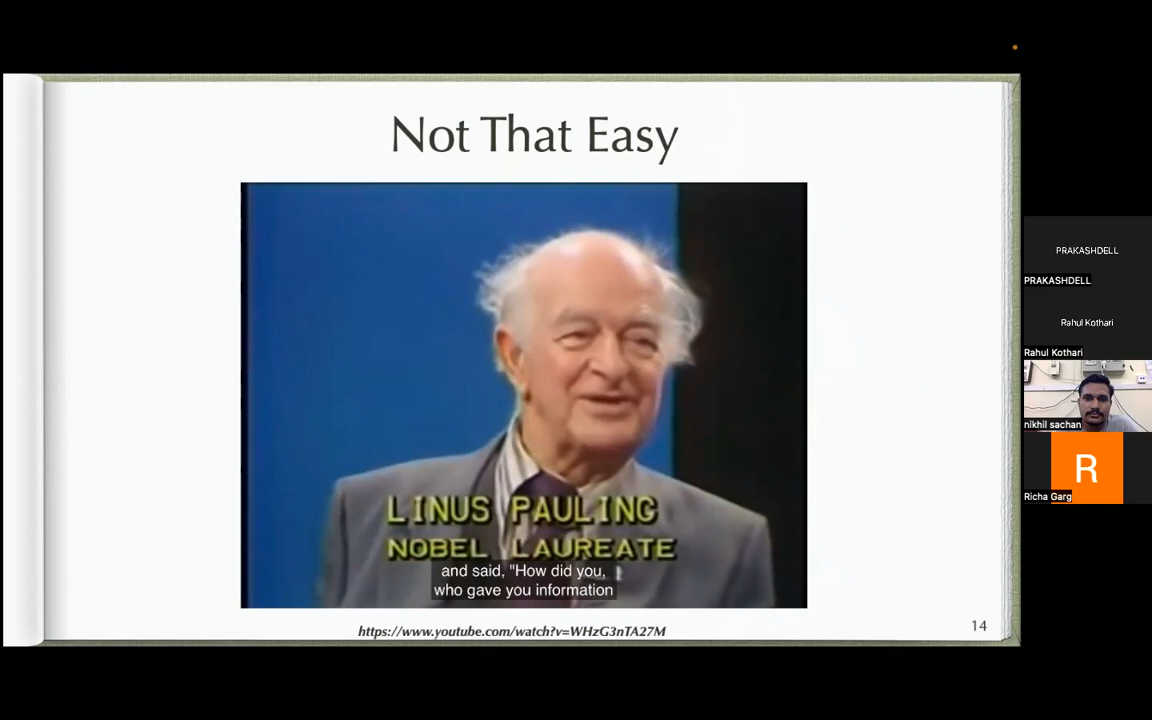 Not That Easy
LINUS PAULING
NOBEL LAUREATE
and said, "How did you,
who gave you information
https://www.youtube.com/watch?v=WHzG3nTA27M
14
PRAKASHDELL
PRAKASHDELL
Rahul Kothari
Rahul Kothari
nikhil sachan
R
Richa Garg